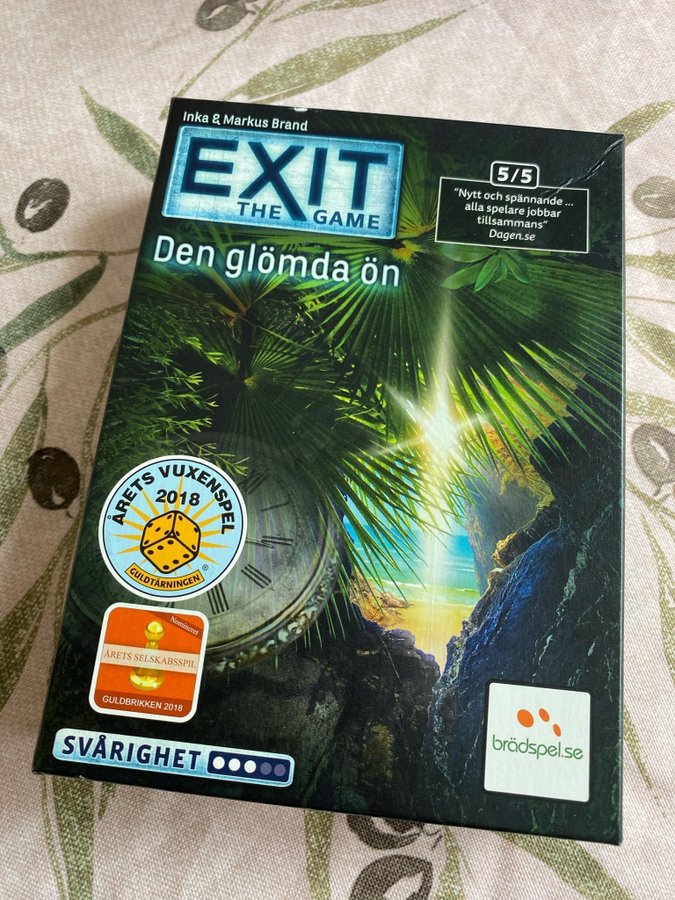 Inka & Markus Brand
EXIT
THE GAME
Den glömda ön
5/5
"Nytt och spännande ...
alla spelare jobbar
tillsammans"
Dagen.se
ÅRETS VUXENSPEL
2018
GULDTÄRNINGEN
®
Nomineret
ÅRETS SELSKABSSPIL
GULDBRIKKEN 2018
SVÅRIGHET
brädspel.se